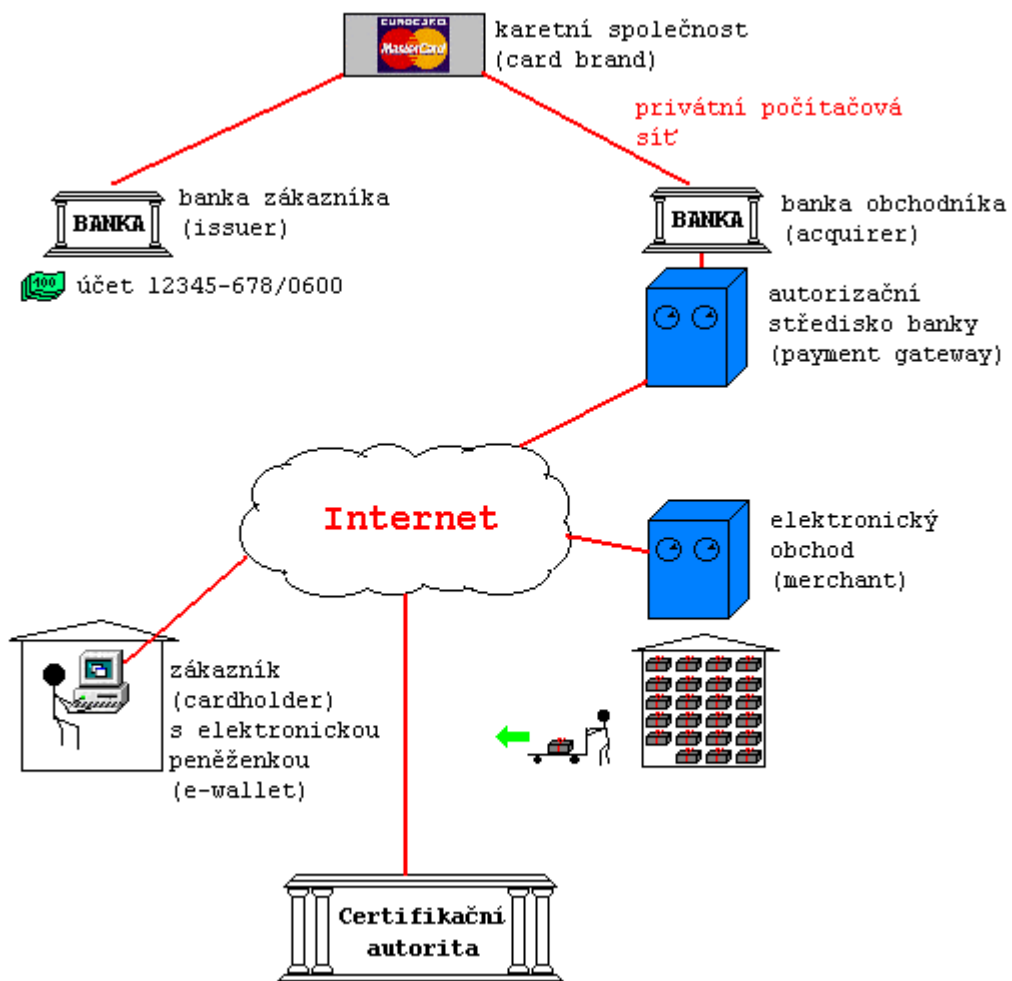 EUROCARD
MasterCard
karetní společnost
(card brand)
privátní počítačová
síť
BANKA
banka zákazníka
(issuer)
BANKA
banka obchodníka
(acquirer)
100
účet 12345-678/0600
autorizační
středisko banky
(payment gateway)
Internet
elektronický
obchod
(merchant)
zákazník
(cardholder)
s elektronickou
peněženkou
(e-wallet)
Certifikační
autorita